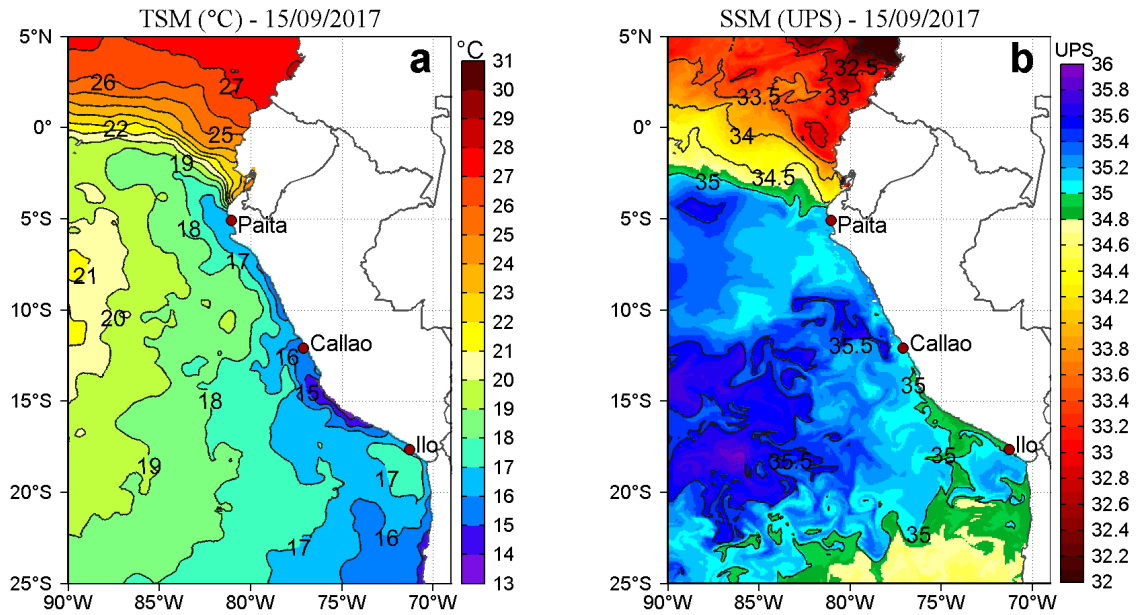 TSM (°C) - 15/09/2017
a
°C
5°N
0°
5°S
10°S
15°S
20°S
25°S
90°W
85°W
80°W
75°W
70°W
26
27
25
22
19
18
17
21
20
16
15
18
19
17
17
16
Paita
Callao
Ilo
31
30
29
28
27
26
25
24
23
22
21
20
19
18
17
16
15
14
13
SSM (UPS) - 15/09/2017
b
UPS
5°N
0°
5°S
10°S
15°S
20°S
25°S
90°W
85°W
80°W
75°W
70°W
32.5
33.5
33
34
34.5
35
35.5
35
35.5
35
35
Paita
Callao
Ilo
36
35.8
35.6
35.4
35.2
35
34.8
34.6
34.4
34.2
34
33.8
33.6
33.4
33.2
33
32.8
32.6
32.4
32.2
32